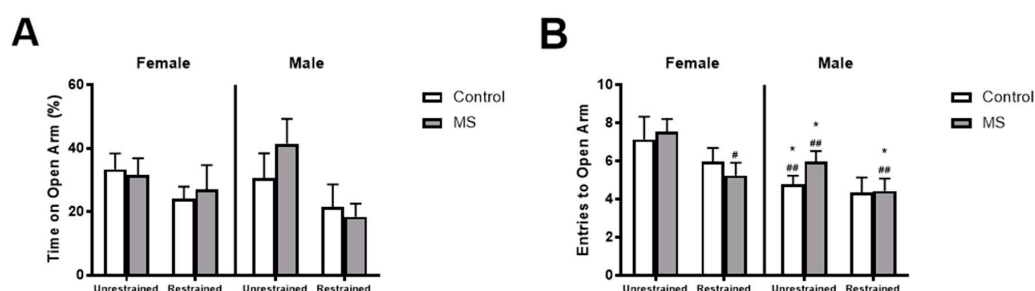 A
Female Male
Time on Open Arm (%)
60
40
20
0
Unrestrained Restrained Unrestrained Restrained
Control
MS
B
Female Male
Entries to Open Arm
10
8
6
4
2
0
# * ## * ## * ##
Unrestrained Restrained Unrestrained Restrained
Control
MS